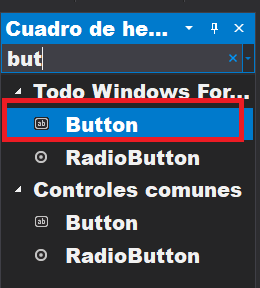 Cuadro de he...
but
Todo Windows For...
Button
RadioButton
Controles comunes
Button
RadioButton